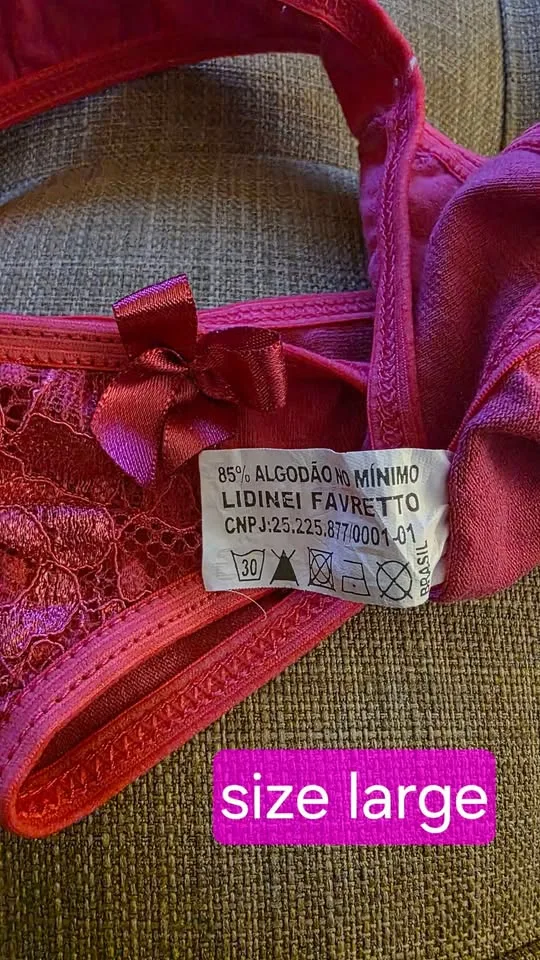 85% ALGODÃO NO MÍNIMO
LIDINEI FAVRETTO
CNPJ:25.225.877/0001-01
30
BRASIL
size large